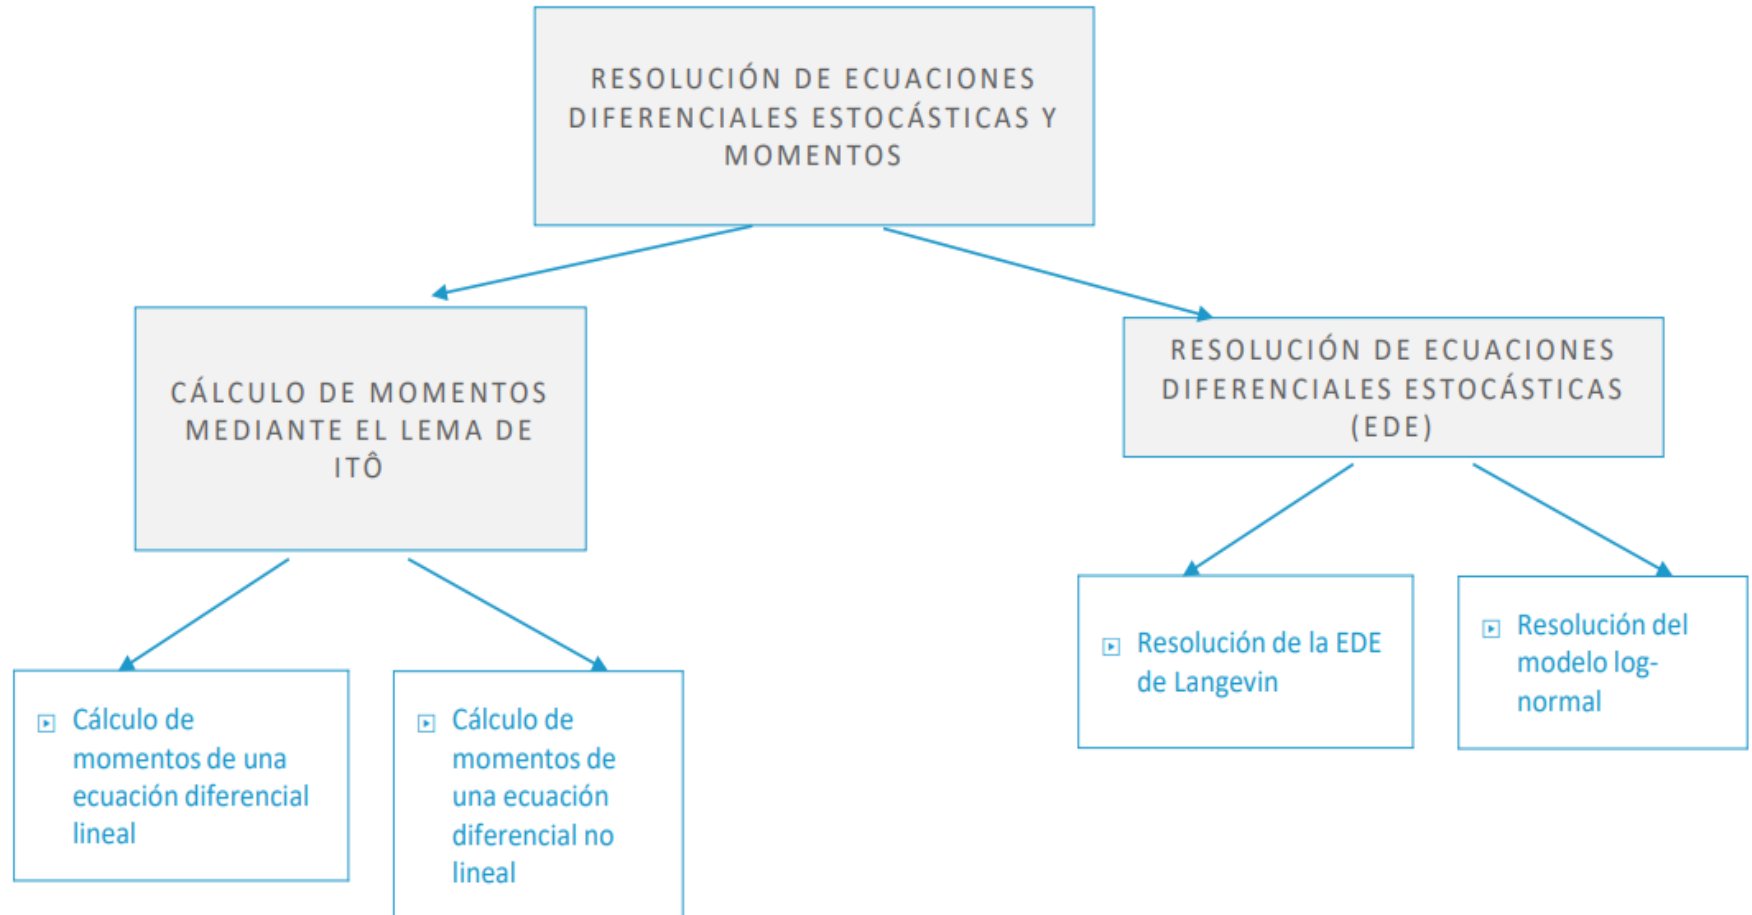 RESOLUCIÓN DE ECUACIONES
DIFERENCIALES ESTOCÁSTICAS Y
MOMENTOS
CÁLCULO DE MOMENTOS
MEDIANTE EL LEMA DE
ITÔ
RESOLUCIÓN DE ECUACIONES
DIFERENCIALES ESTOCÁSTICAS
(EDE)
Cálculo de
momentos de una
ecuación diferencial
lineal
Cálculo de
momentos de
una ecuación
diferencial no
lineal
Resolución de la EDE
de Langevin
Resolución del
modelo log-
normal